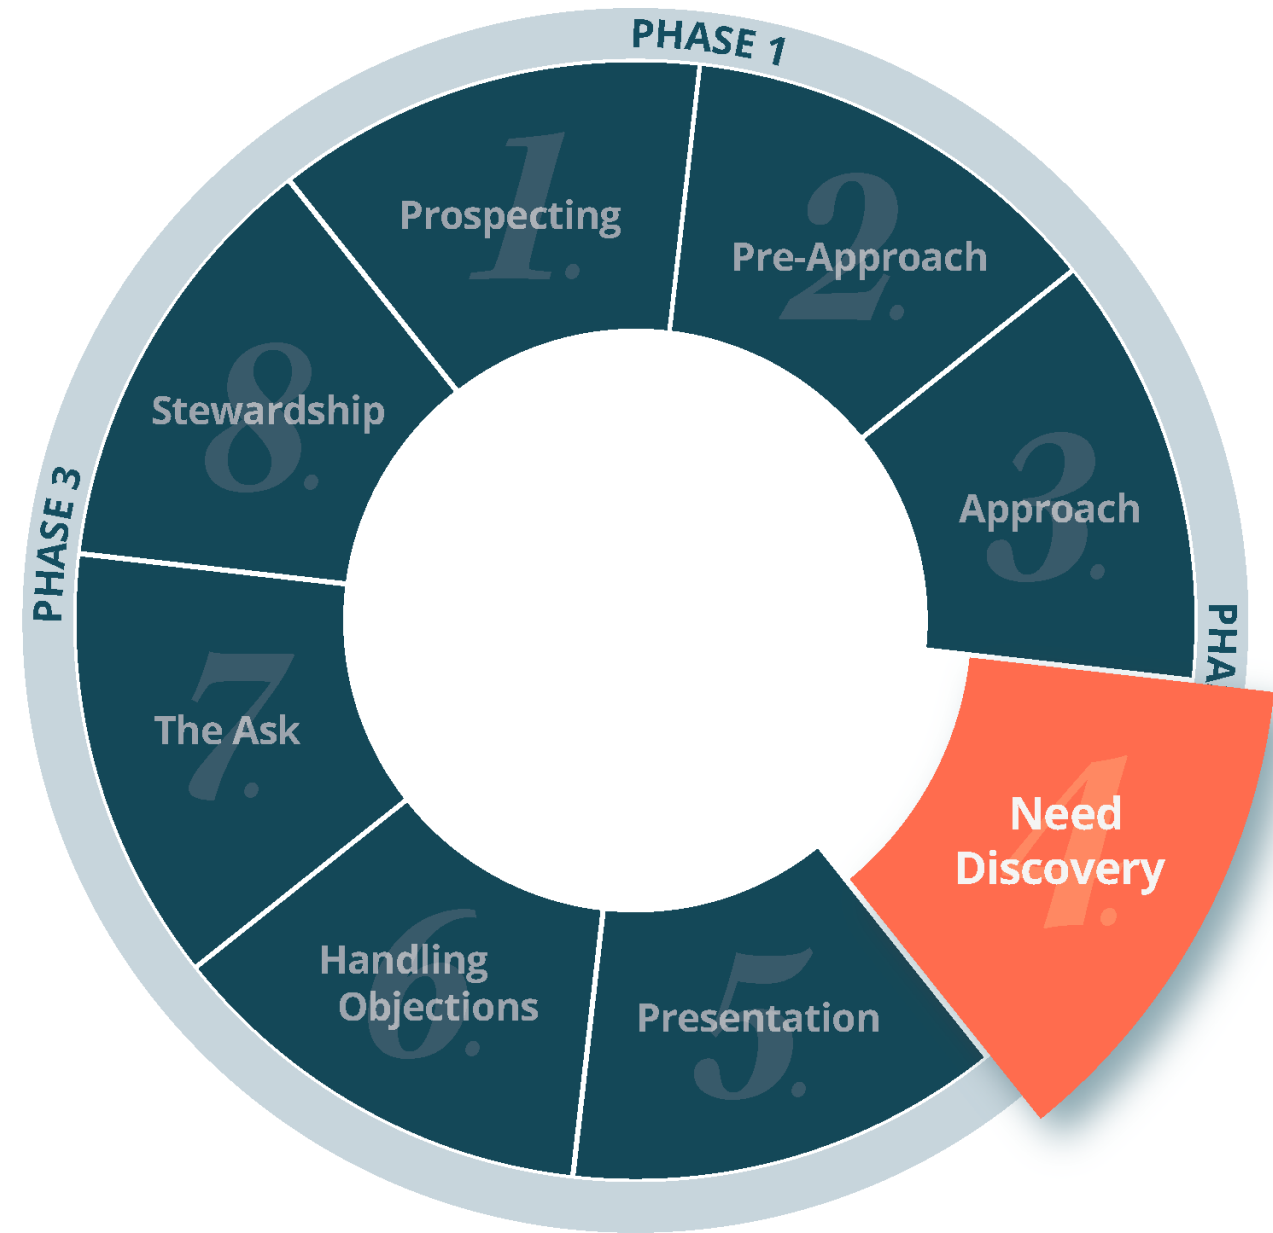 PHASE 1
1.
Prospecting
2.
Pre-Approach
3.
Approach
PHA
4.
Need
Discovery
5.
Presentation
6.
Handling
Objections
7.
The Ask
PHASE 3
8.
Stewardship